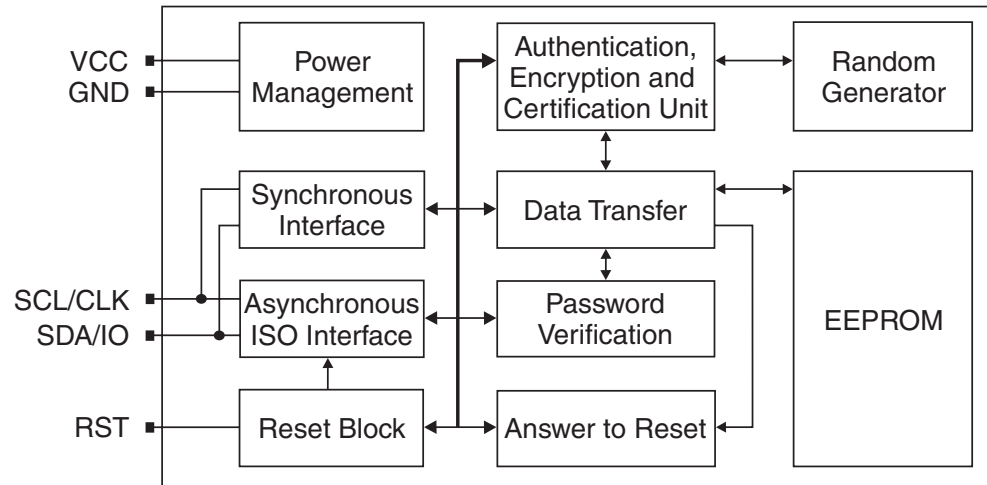 VCC
GND
Power
Management
Authentication,
Encryption and
Certification Unit
Random
Generator
Synchronous
Interface
Data Transfer
SCL/CLK
SDA/IO
Asynchronous
ISO Interface
Password
Verification
EEPROM
RST
Reset Block
Answer to Reset